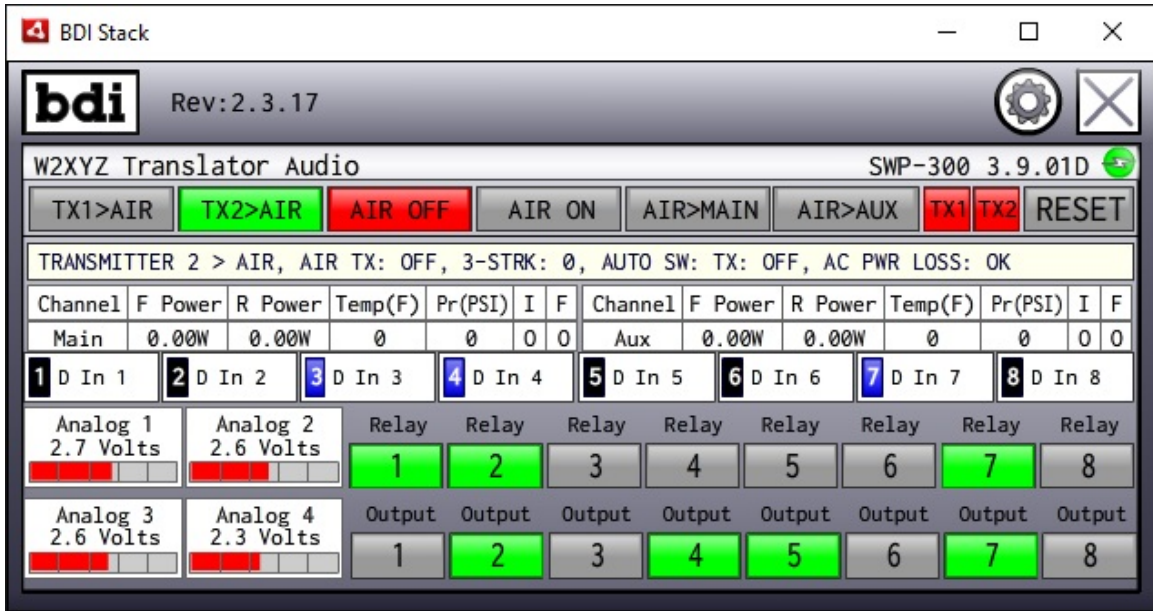 BDI Stack
bdi Rev:2.3.17
W2XYZ Translator Audio SWP-300 3.9.01D
TX1>AIR TX2>AIR AIR OFF AIR ON AIR>MAIN AIR>AUX TX1 TX2 RESET
TRANSMITTER 2 > AIR, AIR TX: OFF, 3-STRK: 0, AUTO SW: TX: OFF, AC PWR LOSS: OK
Channel F Power R Power Temp(F) Pr(PSI) I F Channel F Power R Power Temp(F) Pr(PSI) I F
Main 0.00W 0.00W 0 0 O O Aux 0.00W 0.00W 0 0 O O
1 D In 1 2 D In 2 3 D In 3 4 D In 4 5 D In 5 6 D In 6 7 D In 7 8 D In 8
Analog 1 Analog 2 Relay Relay Relay Relay Relay Relay Relay Relay
2.7 Volts 2.6 Volts
1 2 3 4 5 6 7 8
Analog 3 Analog 4 Output Output Output Output Output Output Output Output
2.6 Volts 2.3 Volts
1 2 3 4 5 6 7 8